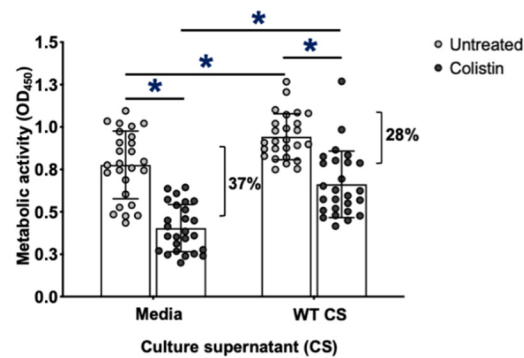 *
* *
*
Untreated
Colistin
Metabolic activity (OD450)
1.5
1.3
1.0
0.8
0.5
0.3
0.0
37%
28%
Media WT CS
Culture supernatant (CS)